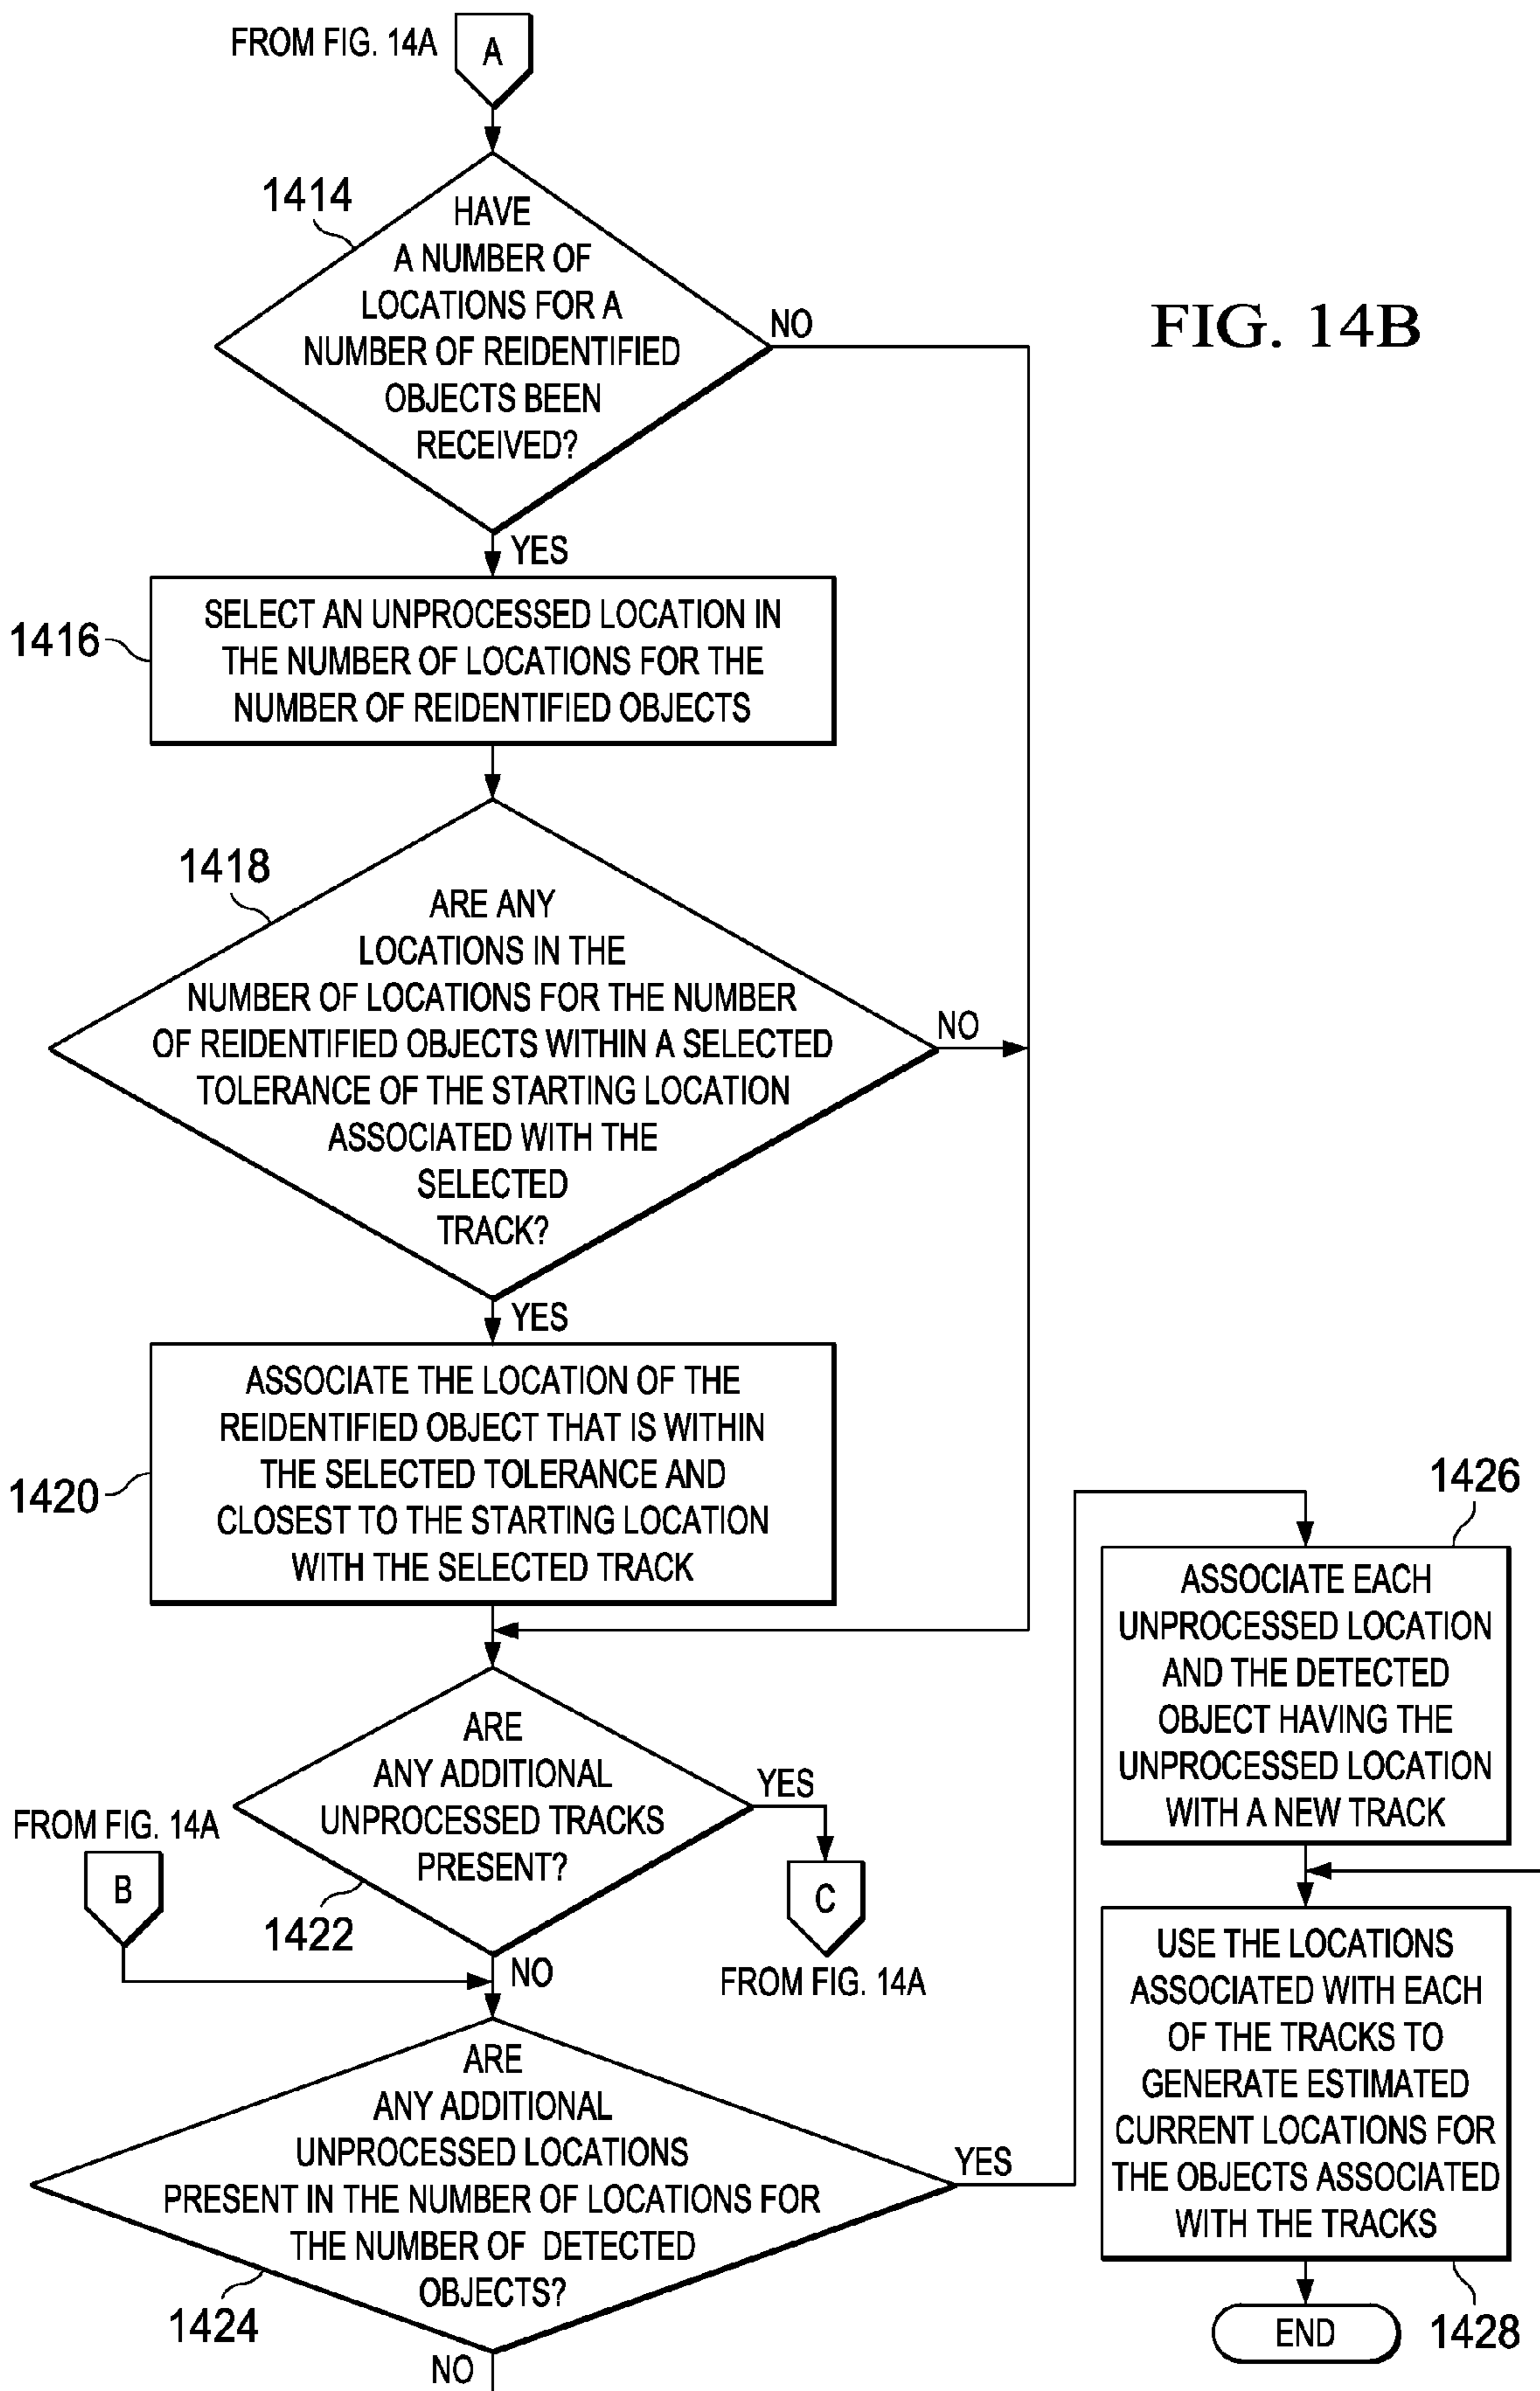 FROM FIG. 14A
A
FIG. 14B
1414
HAVE
A NUMBER OF
LOCATIONS FOR A
NUMBER OF REIDENTIFIED
OBJECTS BEEN
RECEIVED?
NO
YES
1416
SELECT AN UNPROCESSED LOCATION IN
THE NUMBER OF LOCATIONS FOR THE
NUMBER OF REIDENTIFIED OBJECTS
1418
ARE ANY
LOCATIONS IN THE
NUMBER OF LOCATIONS FOR THE NUMBER
OF REIDENTIFIED OBJECTS WITHIN A SELECTED
TOLERANCE OF THE STARTING LOCATION
ASSOCIATED WITH THE
SELECTED
TRACK?
NO
YES
1420
ASSOCIATE THE LOCATION OF THE
REIDENTIFIED OBJECT THAT IS WITHIN
THE SELECTED TOLERANCE AND
CLOSEST TO THE STARTING LOCATION
WITH THE SELECTED TRACK
ARE
ANY ADDITIONAL
UNPROCESSED TRACKS
PRESENT?
1422
YES
C
FROM FIG. 14A
NO
FROM FIG. 14A
B
ARE
ANY ADDITIONAL
UNPROCESSED LOCATIONS
PRESENT IN THE NUMBER OF LOCATIONS FOR
THE NUMBER OF DETECTED
OBJECTS?
1424
YES
NO
1426
ASSOCIATE EACH
UNPROCESSED LOCATION
AND THE DETECTED
OBJECT HAVING THE
UNPROCESSED LOCATION
WITH A NEW TRACK
USE THE LOCATIONS
ASSOCIATED WITH EACH
OF THE TRACKS TO
GENERATE ESTIMATED
CURRENT LOCATIONS FOR
THE OBJECTS ASSOCIATED
WITH THE TRACKS
1428
END